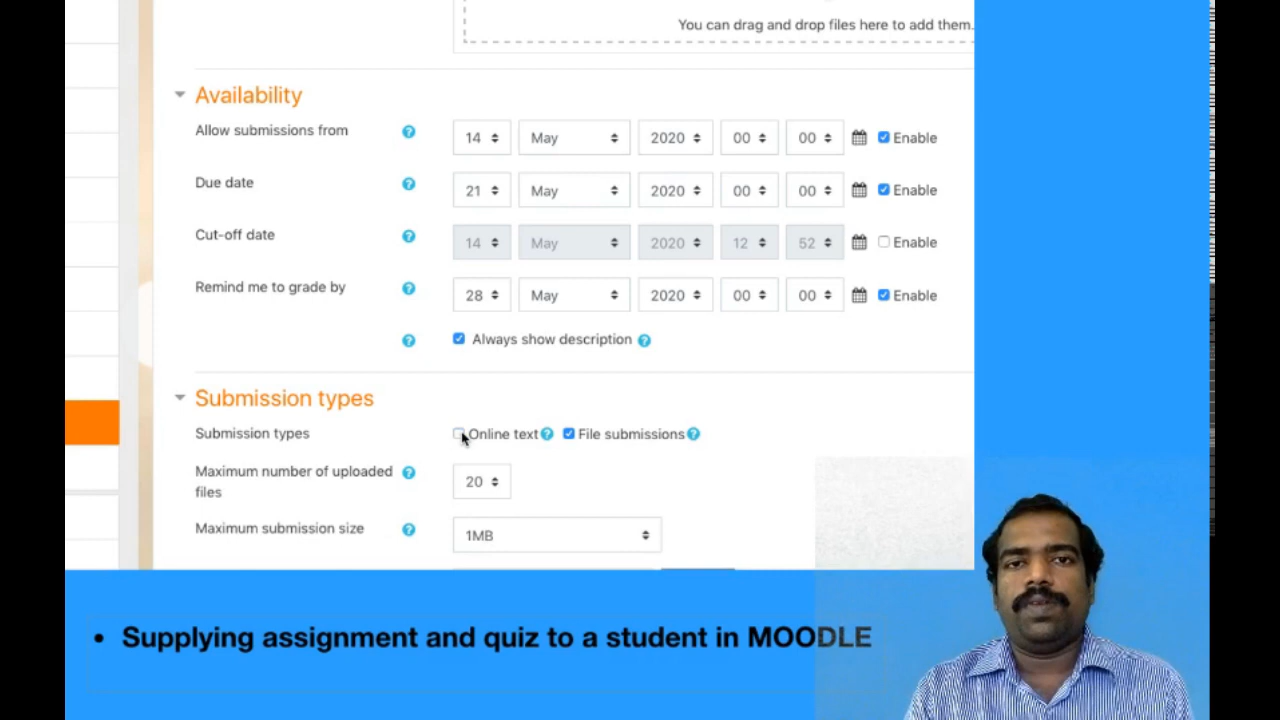 You can drag and drop files here to add them.
Availability
Allow submissions from 14 May 2020 00 00 Enable
Due date 21 May 2020 00 00 Enable
Cut-off date 14 May 2020 12 52 Enable
Remind me to grade by 28 May 2020 00 00 Enable
Always show description
Submission types
Submission types Online text File submissions
Maximum number of uploaded
files
20
Maximum submission size 1MB
• Supplying assignment and quiz to a student in MOODLE